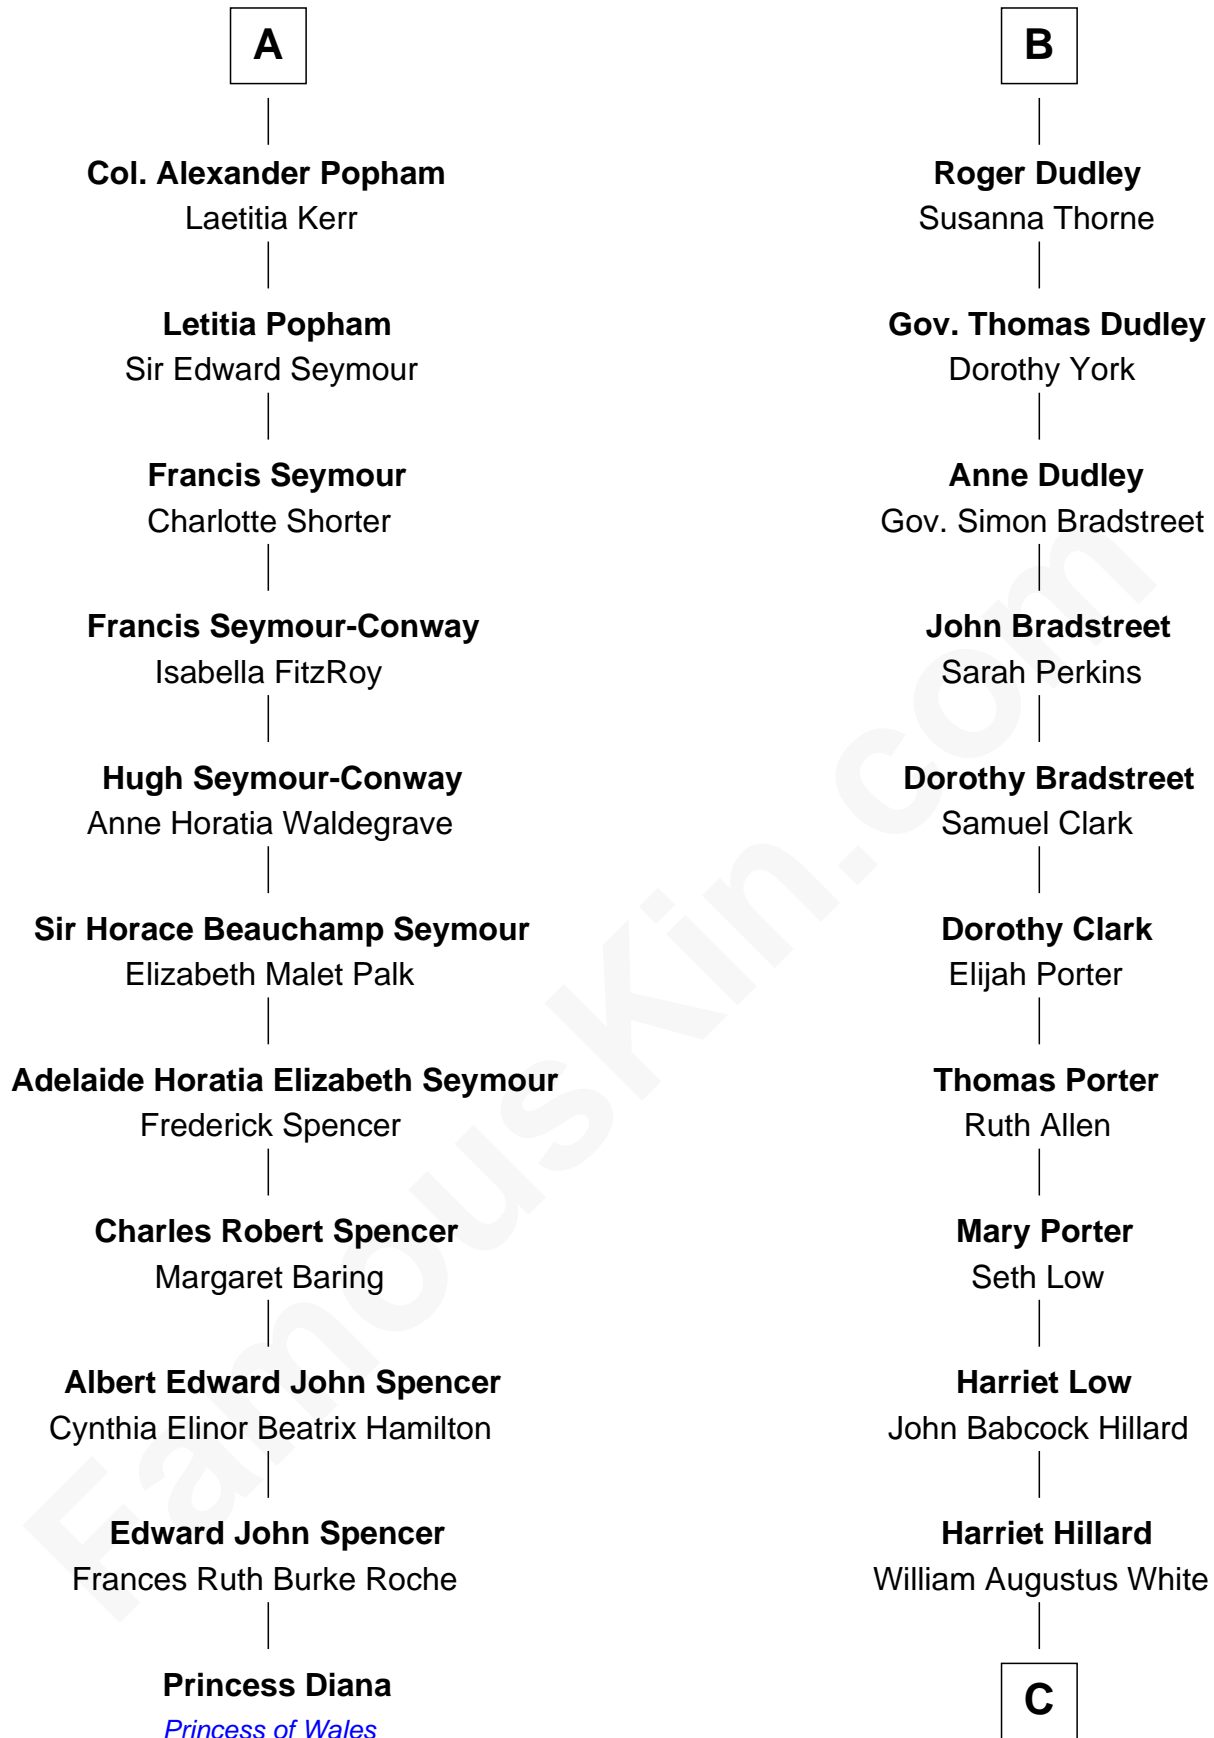 A
Col. Alexander Popham
Laetitia Kerr
Letitia Popham
Sir Edward Seymour
Francis Seymour
Charlotte Shorter
Francis Seymour-Conway
Isabella FitzRoy
Hugh Seymour-Conway
Anne Horatia Waldegrave
Sir Horace Beauchamp Seymour
Elizabeth Malet Palk
Adelaide Horatia Elizabeth Seymour
Frederick Spencer
Charles Robert Spencer
Margaret Baring
Albert Edward John Spencer
Cynthia Elinor Beatrix Hamilton
Edward John Spencer
Frances Ruth Burke Roche
Princess Diana
Princess of Wales
B
Roger Dudley
Susanna Thorne
Gov. Thomas Dudley
Dorothy York
Anne Dudley
Gov. Simon Bradstreet
John Bradstreet
Sarah Perkins
Dorothy Bradstreet
Samuel Clark
Dorothy Clark
Elijah Porter
Thomas Porter
Ruth Allen
Mary Porter
Seth Low
Harriet Low
John Babcock Hillard
Harriet Hillard
William Augustus White
C
FamousKin.com